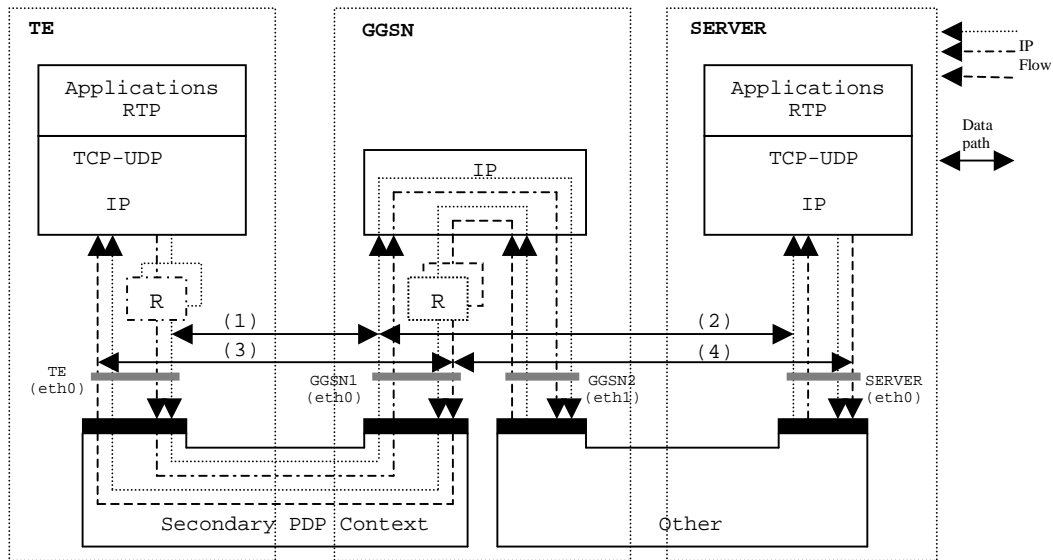 TE
GGSN
SERVER
IP
Flow
Applications
RTP
Applications
RTP
Data
path
TCP-UDP
IP
IP
TCP-UDP
IP
R
R
(1)
(2)
(3)
(4)
TE
(eth0)
GGSN1
(eth0)
GGSN2
(eth1)
SERVER
(eth0)
Secondary PDP Context
Other